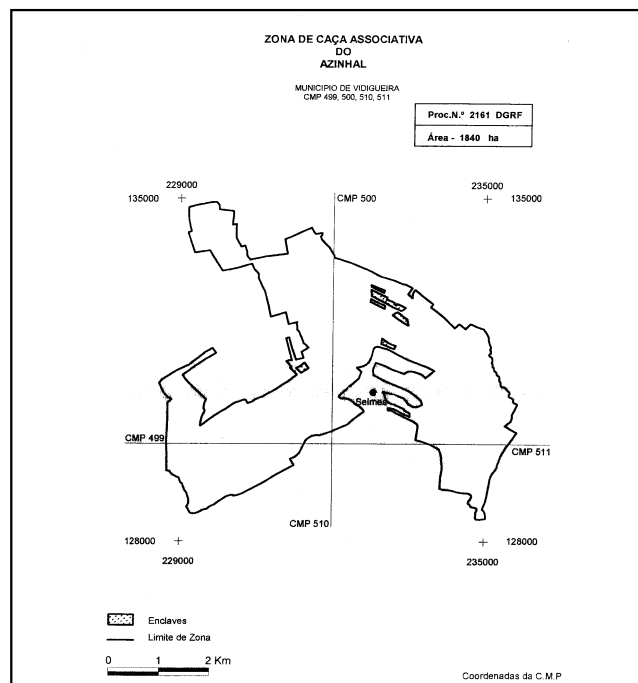 ZONA DE CAÇA ASSOCIATIVA
DO
AZINHAL
MUNICIPIO DE VIDIGUEIRA
CMP 499, 500, 510, 511
Proc.N.º 2161 DGRF
Área - 1840 ha
229000
135000
CMP 500
235000
135000
Selmes
CMP 499
CMP 511
CMP 510
128000
229000
128000
235000
Enclaves
Limite de Zona
0 1 2 Km
Coordenadas da C.M.P